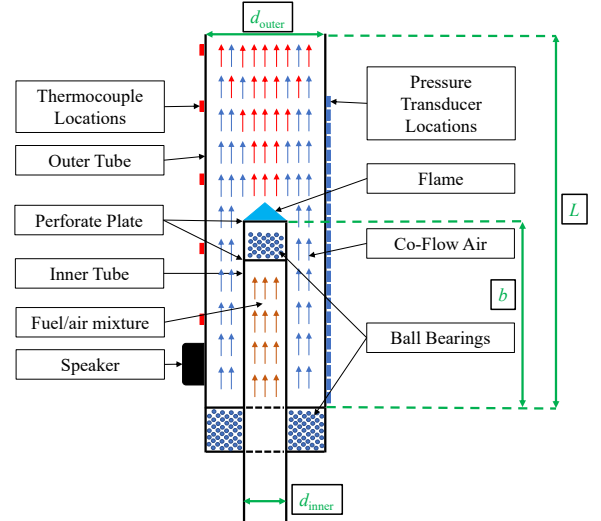 d_outer
Thermocouple
Locations
Outer Tube
Perforate Plate
Inner Tube
Fuel/air mixture
Speaker
Pressure
Transducer
Locations
Flame
Co-Flow Air
Ball Bearings
L
b
d_inner